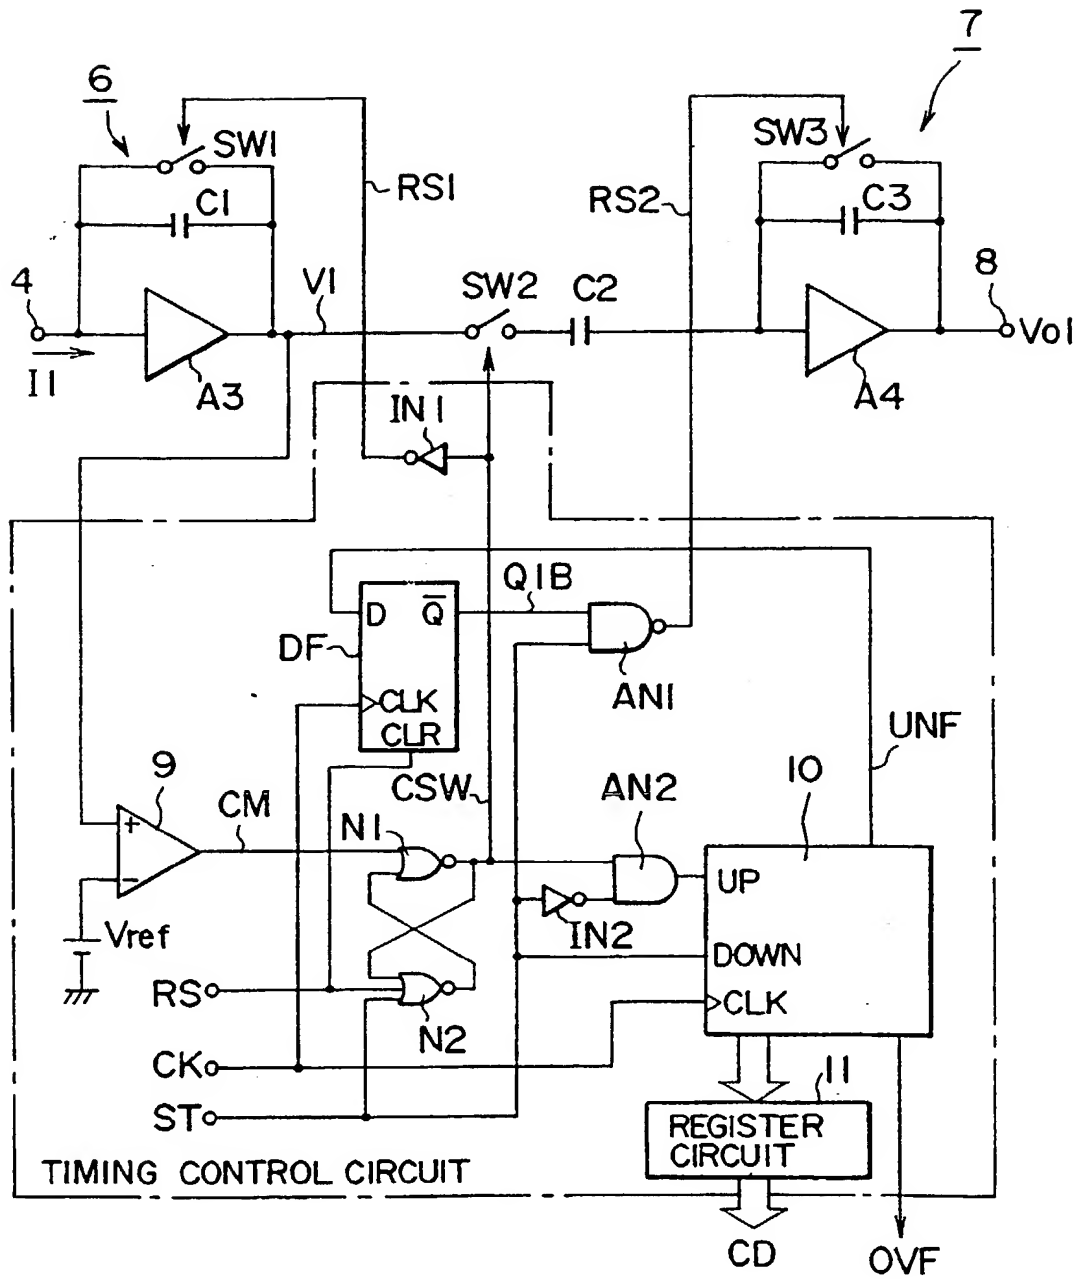 7
6
SW1
SW3
RS1
RS2
C1
C3
4
V1
SW2
C2
8
Vo1
I1
A3
A4
IN1
Q1B
D Q̅
DF
AN1
CLK
CLR
UNF
9
CSW
AN2
10
CM
N1
+
UP
−
Vref
IN2
DOWN
RS
CLK
N2
CK
11
ST
REGISTER
CIRCUIT
TIMING CONTROL CIRCUIT
CD
OVF